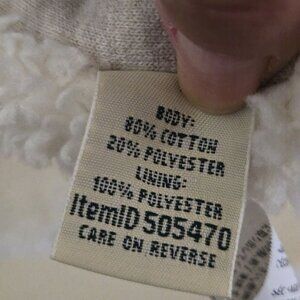 BODY:
80% COTTON
20% POLYESTER
LINING:
100% POLYESTER
ItemID 505470
CARE ON REVERSE